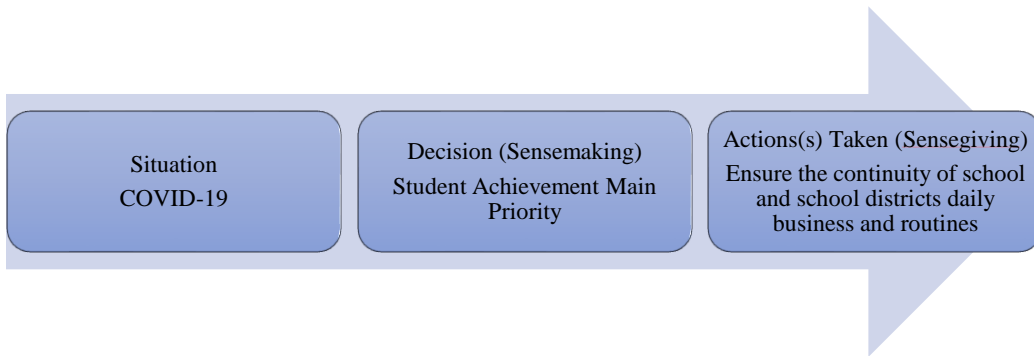 Situation
COVID-19
Decision (Sensemaking)
Student Achievement Main
Priority
Actions(s) Taken (Sensegiving)
Ensure the continuity of school
and school districts daily
business and routines